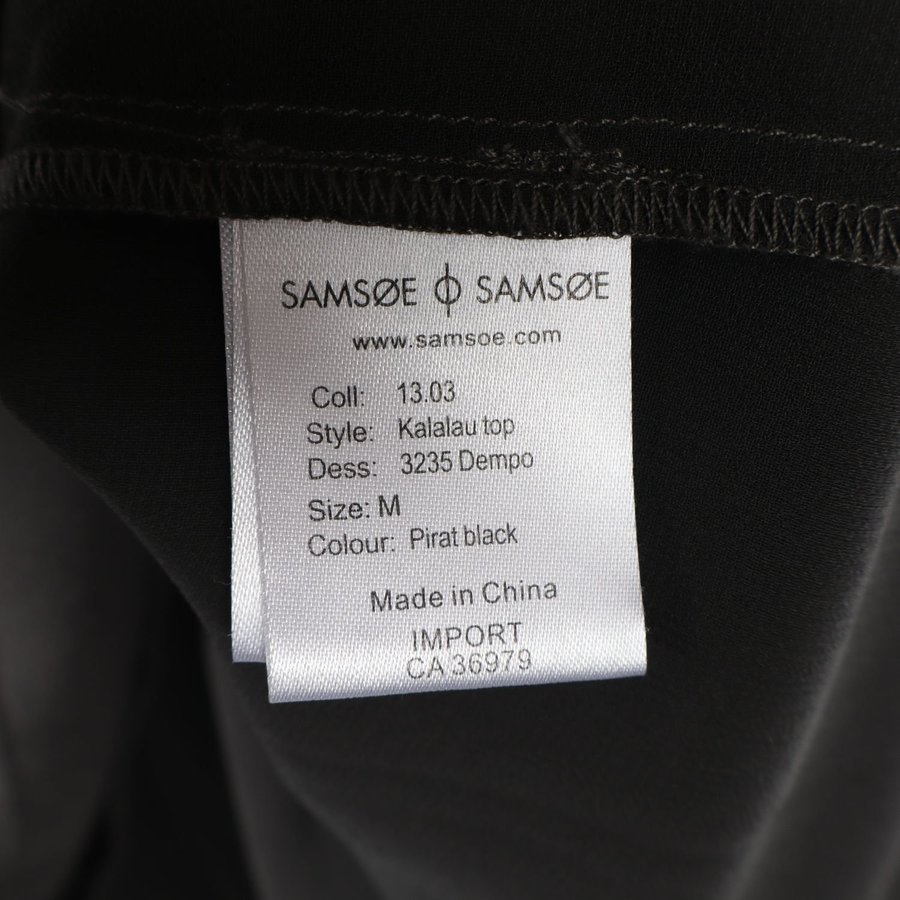 SAMSØE ϕ SAMSØE
www.samsoe.com
Coll: 13.03
Style: Kalalau top
Dess: 3235 Dempo
Size: M
Colour: Pirat black
Made in China
IMPORT
CA 36979